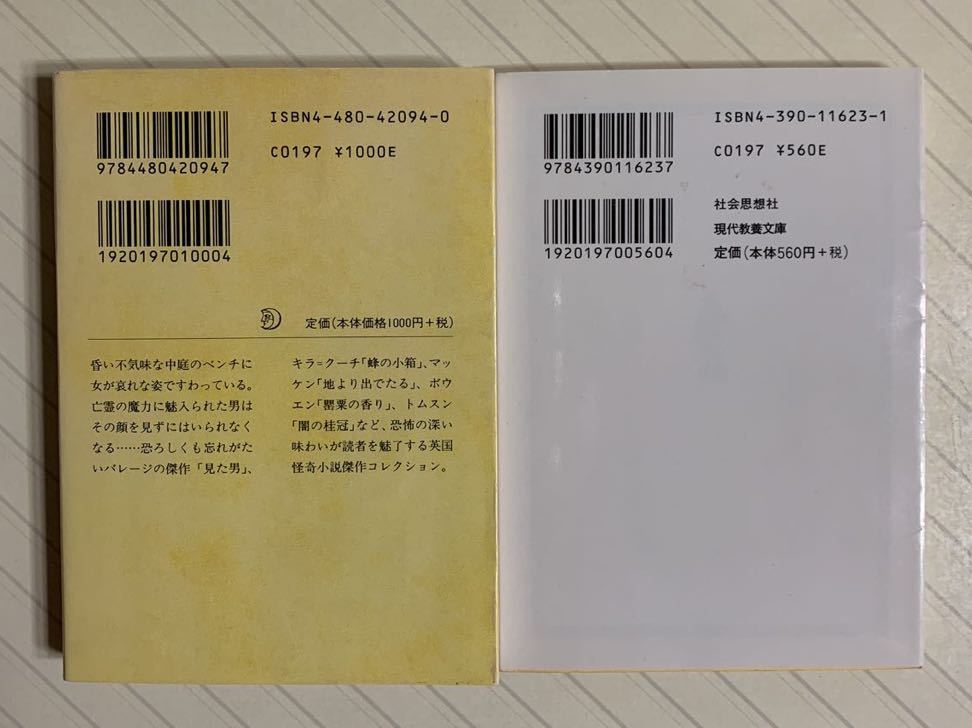 ISBN4-480-42094-0
C0197 ¥1000E
9784480420947
1920197010004
定価(本体価格1000円+税)
昏い不気味な中庭のベンチに
女が哀れな姿ですわっている。
亡霊の魔力に魅入られた男は
その顔を見ずにはいられなく
なる……恐ろしくも忘れがた
いバレージの傑作「見た男」、
キラ=クーチ「蜂の小箱」、マッ
ケン「地より出でたる」、ボウ
エン「罌粟の香り」、トムスン
「闇の桂冠」など、恐怖の深い
味わいが読者を魅了する英国
怪奇小説傑作コレクション。
ISBN4-390-11623-1
C0197 ¥560E
9784390116237
1920197005604
社会思想社
現代教養文庫
定価(本体560円+税)